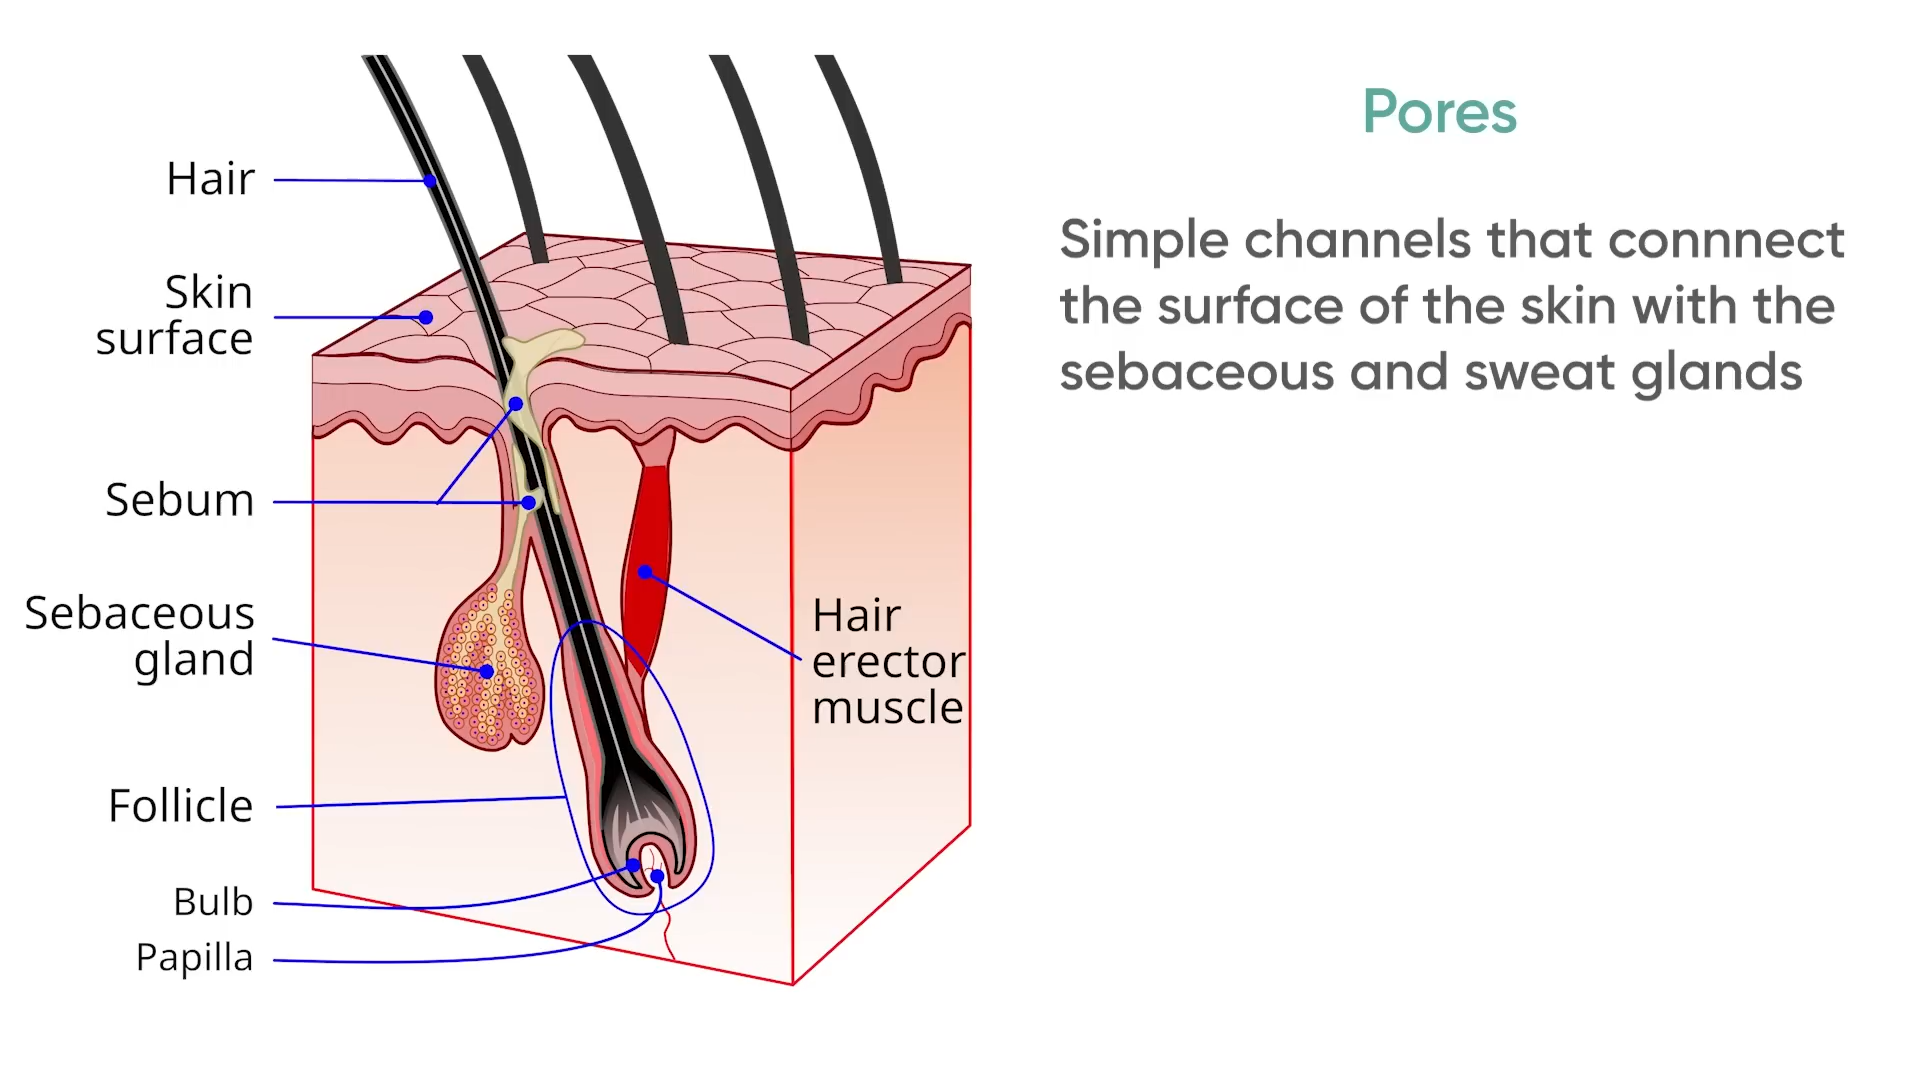 Pores
Simple channels that connnect
the surface of the skin with the
sebaceous and sweat glands
Hair
Skin
surface
Sebum
Sebaceous
gland
Follicle
Bulb
Papilla
Hair
erector
muscle